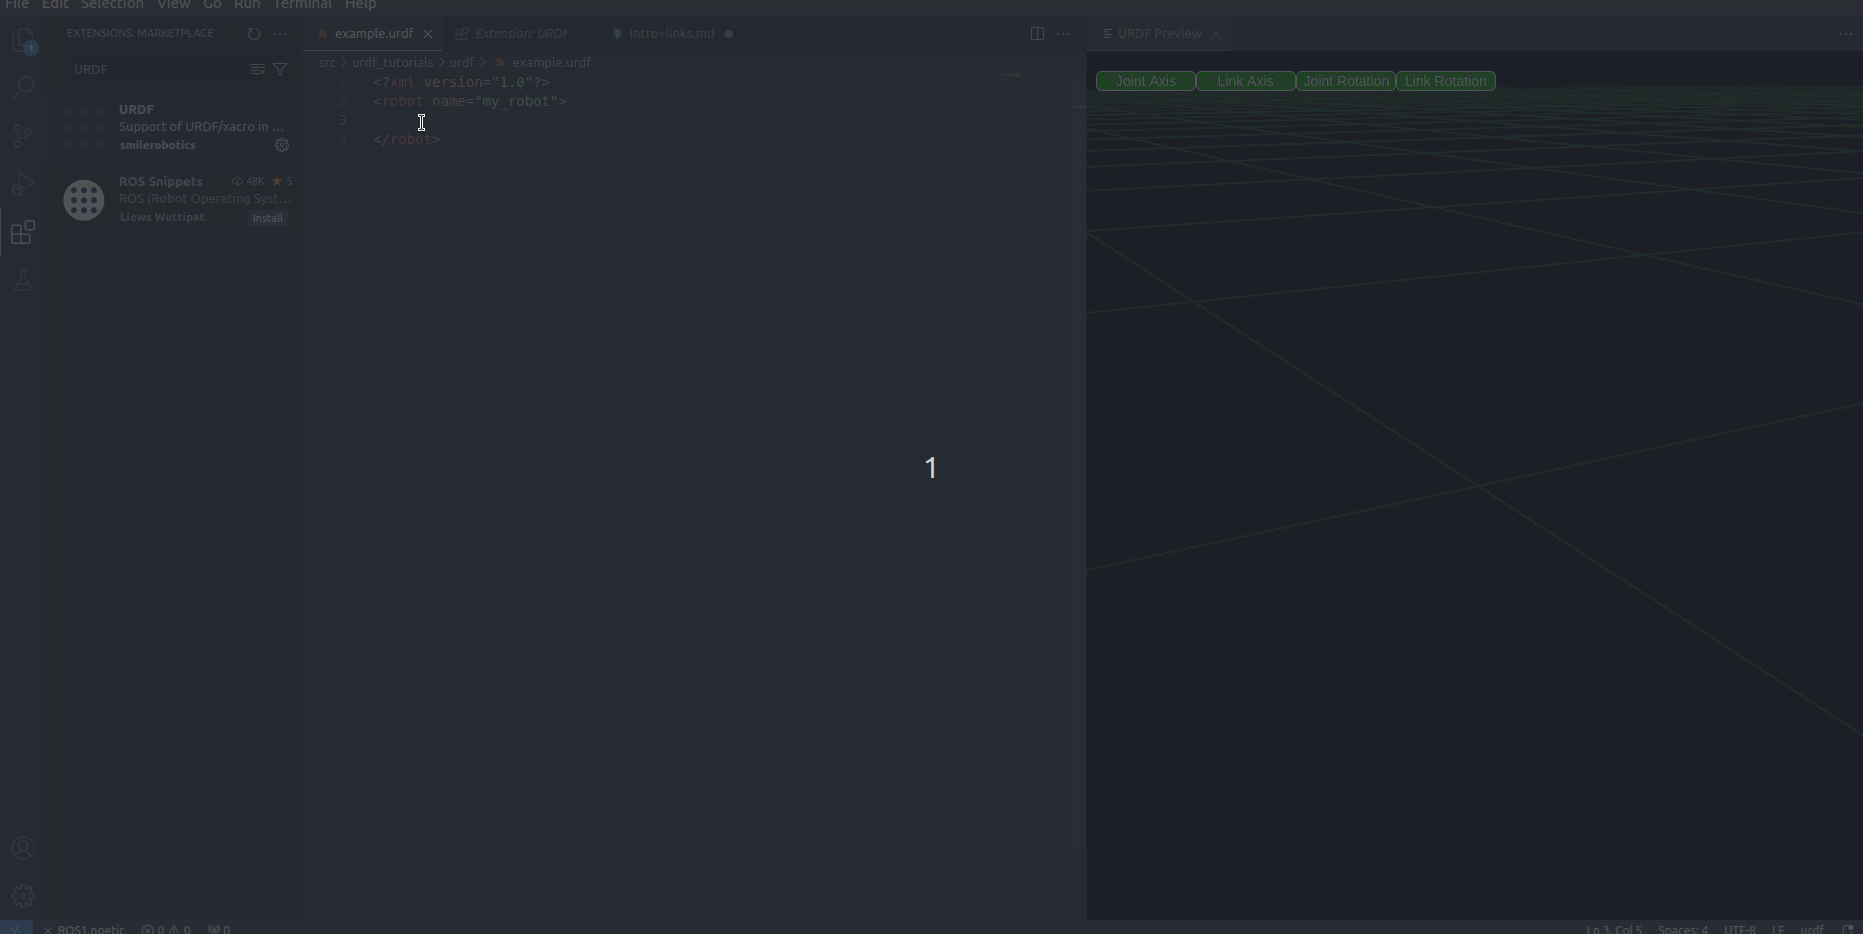 File Edit Selection View Go Run Terminal Help
EXTENSIONS: MARKETPLACE
URDF
URDF
Support of URDF/xacro in ...
smilerobotics
ROS Snippets 48K 5
ROS (Robot Operating Syst...
Liews Wuttipat Install
1
example.urdf Extension: URDF Intro+links.md
src > urdf_tutorials > urdf > example.urdf
1 <?xml version="1.0"?>
2 <robot name="my_robot">
3
4 </robot>
1
URDF Preview
Joint Axis Link Axis Joint Rotation Link Rotation
ROS1.noetic 0 0 0
Ln 3, Col 5 Spaces: 4 UTF-8 LF urdf